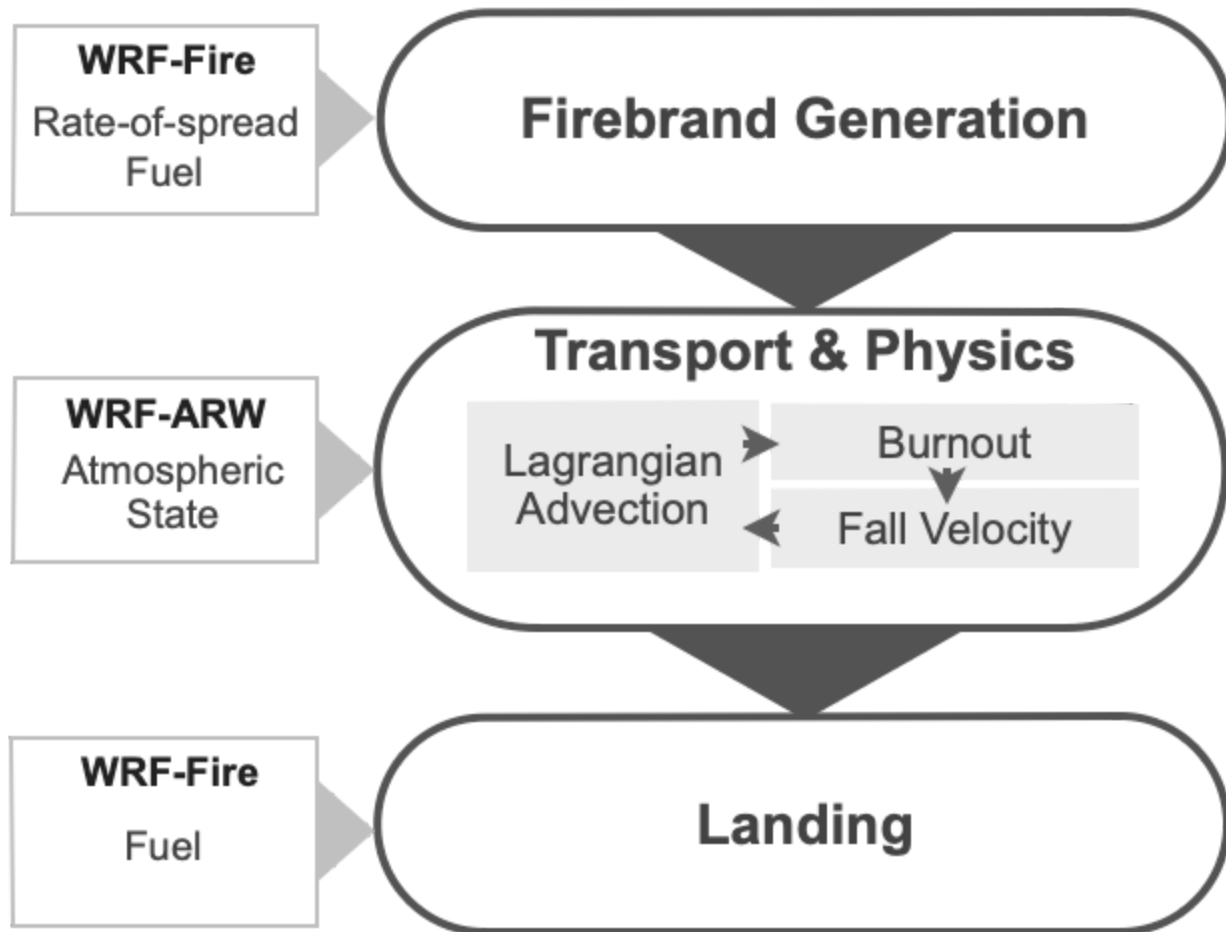 WRF-Fire
Rate-of-spread
Fuel
Firebrand Generation
WRF-ARW
Atmospheric
State
Transport & Physics
Lagrangian
Advection
Burnout
Fall Velocity
WRF-Fire
Fuel
Landing